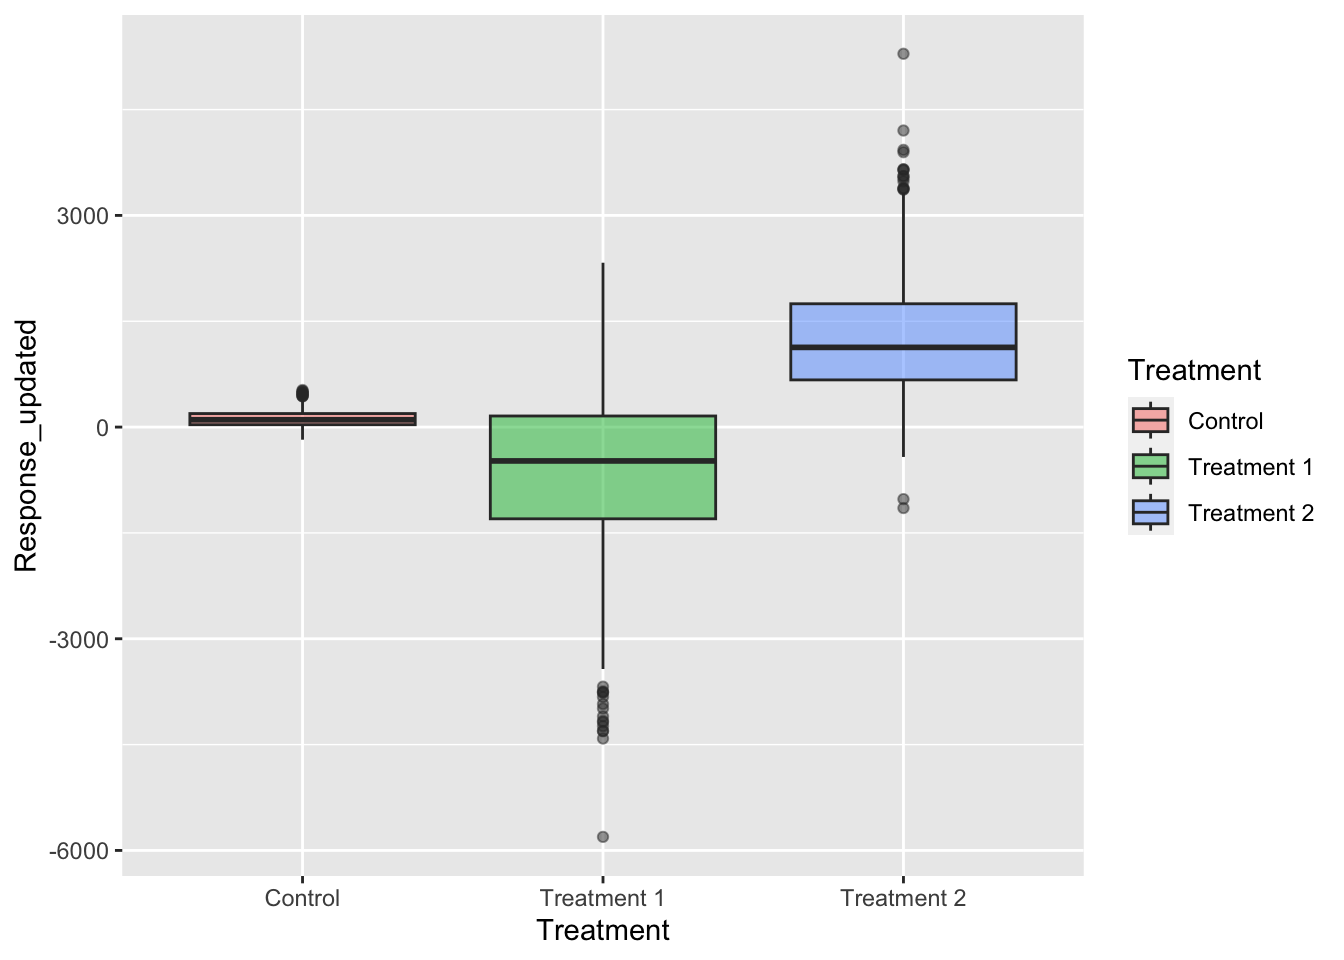 3000
0
-3000
-6000
Response_updated
Control
Treatment 1
Treatment 2
Treatment
Treatment
Control
Treatment 1
Treatment 2